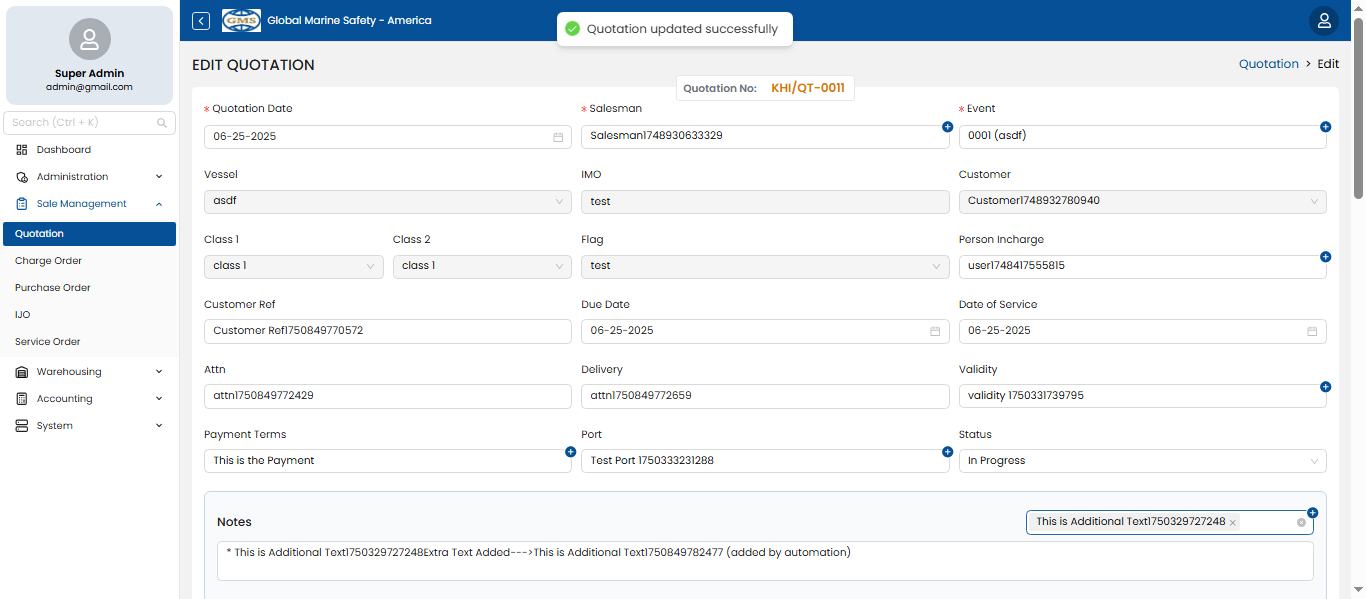 Super Admin
admin@gmail.com
Search (Ctrl + K)
Dashboard
Administration
Sale Management
Quotation
Charge Order
Purchase Order
IJO
Service Order
Warehousing
Accounting
System
GMS
Global Marine Safety - America
Quotation updated successfully
EDIT QUOTATION
Quotation > Edit
Quotation No: KHI/QT-0011
* Quotation Date
06-25-2025
* Salesman
Salesman1748930633329
* Event
0001 (asdf)
Vessel
asdf
IMO
test
Customer
Customer1748932780940
Class 1
class 1
Class 2
class 1
Flag
test
Person Incharge
user1748417555815
Customer Ref
Customer Ref1750849770572
Due Date
06-25-2025
Date of Service
06-25-2025
Attn
attn1750849772429
Delivery
attn1750849772659
Validity
validity 1750331739795
Payment Terms
This is the Payment
Port
Test Port 1750333231288
Status
In Progress
Notes
This is Additional Text1750329727248
* This is Additional Text1750329727248Extra Text Added--->This is Additional Text1750849782477 (added by automation)